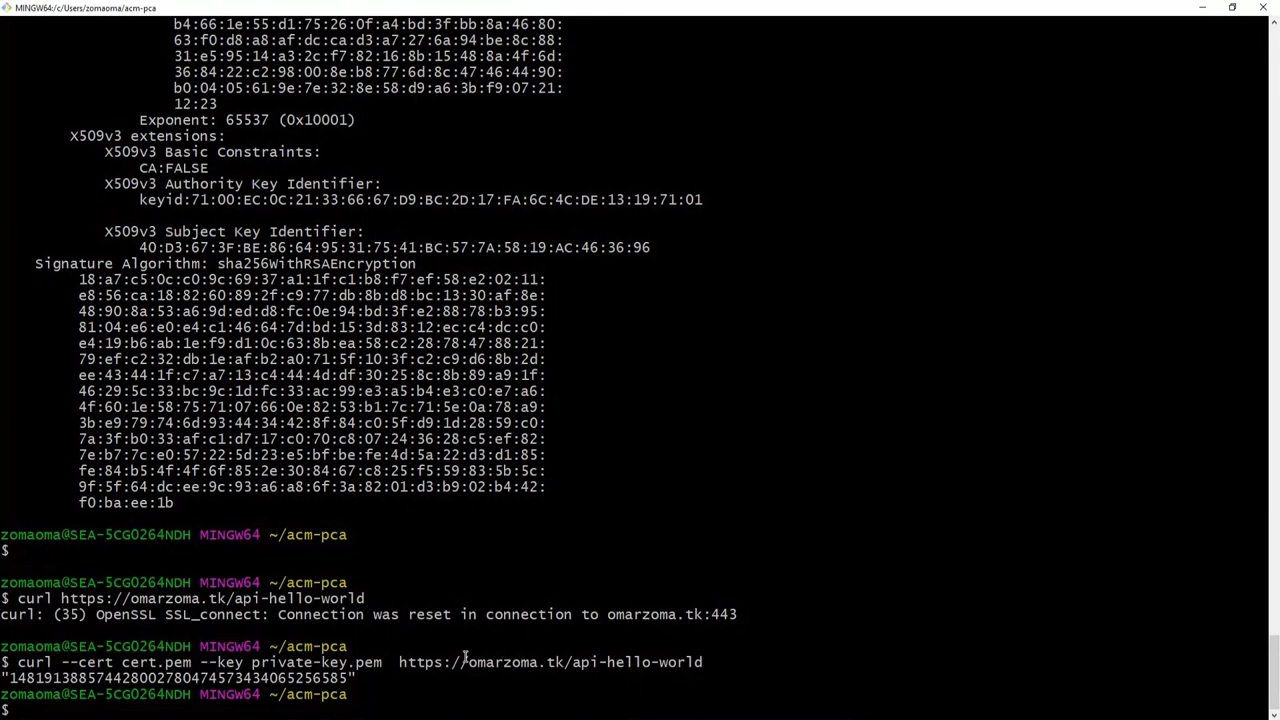 MINGW64:/c/Users/zomaoma/acm-pca
b4:66:1e:55:d1:75:26:0f:a4:bd:3f:bb:8a:46:80:
63:f0:d8:a8:af:dc:ca:d3:a7:27:6a:94:be:8c:88:
31:e5:95:14:a3:2c:f7:82:16:8b:15:48:8a:4f:6d:
36:84:22:c2:98:00:8e:b8:77:6d:8c:47:46:44:90:
b0:04:05:61:9e:7e:32:8e:58:d9:a6:3b:f9:07:21:
12:23
Exponent: 65537 (0x10001)
X509v3 extensions:
X509v3 Basic Constraints:
CA:FALSE
X509v3 Authority Key Identifier:
keyid:71:00:EC:0C:21:33:66:67:D9:BC:2D:17:FA:6C:4C:DE:13:19:71:01
X509v3 Subject Key Identifier:
40:D3:67:3F:BE:86:64:95:31:75:41:BC:57:7A:58:19:AC:46:36:96
Signature Algorithm: sha256WithRSAEncryption
18:a7:c5:0c:c0:9c:69:37:a1:1f:c1:b8:f7:ef:58:e2:02:11:
e8:56:ca:18:82:60:89:2f:c9:77:db:8b:d8:bc:13:30:af:8e:
48:90:8a:53:a6:9d:ed:d8:fc:0e:94:bd:3f:e2:88:78:b3:95:
81:04:e6:e0:e4:c1:46:64:7d:bd:15:3d:83:12:ec:c4:dc:c0:
e4:19:b6:ab:1e:f9:d1:0c:63:8b:ea:58:c2:28:78:47:88:21:
79:ef:c2:32:db:1e:af:b2:a0:71:5f:10:3f:c2:c9:d6:8b:2d:
ee:43:44:1f:c7:a7:13:c4:44:4d:df:30:25:8c:8b:89:a9:1f:
46:29:5c:33:bc:9c:1d:fc:33:ac:99:e3:a5:b4:e3:c0:e7:a6:
4f:60:1e:58:75:71:07:66:0e:82:53:b1:7c:71:5e:0a:78:a9:
3b:e9:79:74:6d:93:44:34:42:8f:84:c0:5f:d9:1d:28:59:c0:
7a:3f:b0:33:af:c1:d7:17:c0:70:c8:07:24:36:28:c5:ef:82:
7e:b7:7c:e0:57:22:5d:23:e5:bf:be:fe:4d:5a:22:d3:d1:85:
fe:84:b5:4f:4f:6f:85:2e:30:84:67:c8:25:f5:59:83:5b:5c:
9f:5f:64:dc:ee:9c:93:a6:a8:6f:3a:82:01:d3:b9:02:b4:42:
f0:ba:ee:1b
zomaoma@SEA-5CG0264NDH MINGW64 ~/acm-pca
$
zomaoma@SEA-5CG0264NDH MINGW64 ~/acm-pca
$ curl https://omarzoma.tk/api-hello-world
curl: (35) OpenSSL SSL_connect: Connection was reset in connection to omarzoma.tk:443
zomaoma@SEA-5CG0264NDH MINGW64 ~/acm-pca
$ curl --cert cert.pem --key private-key.pem  https://omarzoma.tk/api-hello-world
"148191388574428002780474573434065256585"
zomaoma@SEA-5CG0264NDH MINGW64 ~/acm-pca
$